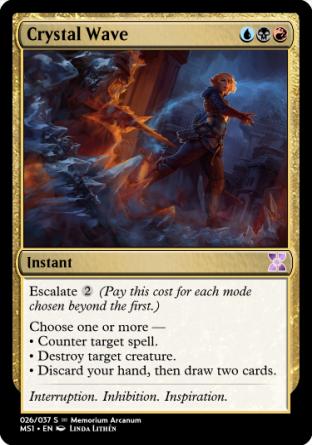 Crystal Wave
Instant
Escalate 2 (Pay this cost for each mode
chosen beyond the first.)
Choose one or more —
• Counter target spell.
• Destroy target creature.
• Discard your hand, then draw two cards.
Interruption. Inhibition. Inspiration.
026/037 S Memorium Arcanum
MS1 • EN Linda Lithén